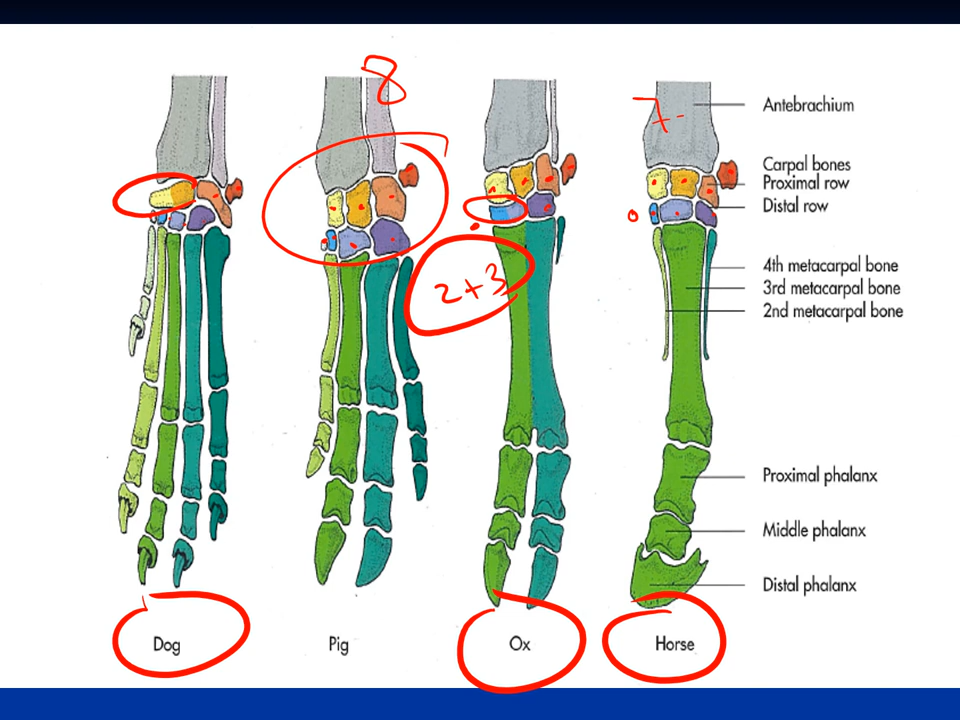 8
7
Antebrachium
Carpal bones
Proximal row
Distal row
2+3
4th metacarpal bone
3rd metacarpal bone
2nd metacarpal bone
Proximal phalanx
Middle phalanx
Distal phalanx
Dog
Pig
Ox
Horse